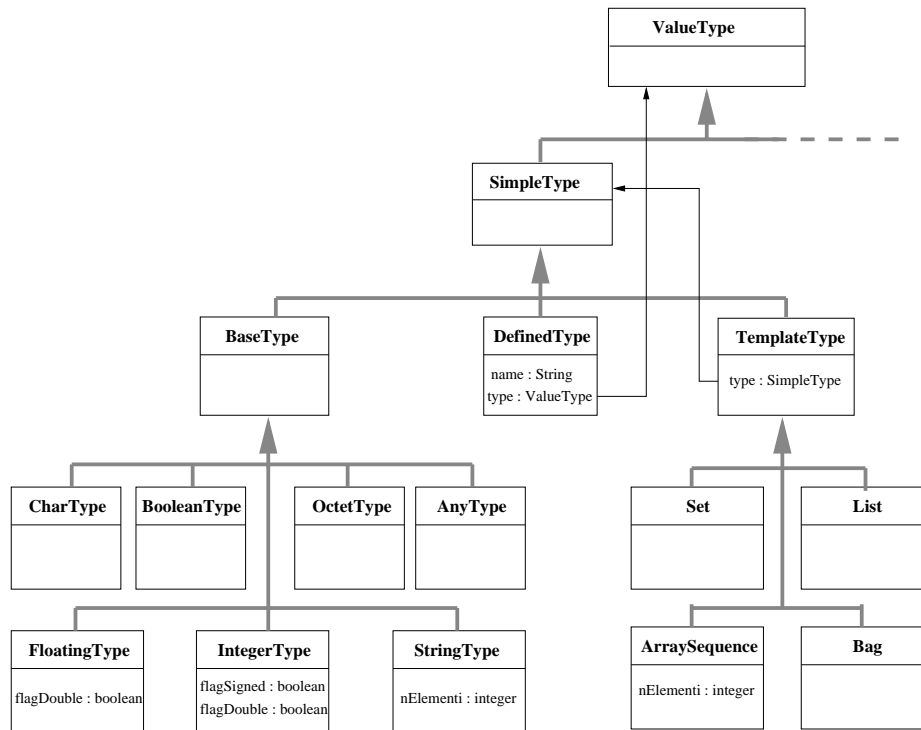 ValueType
SimpleType
BaseType
DefinedType
name : String
type : ValueType
TemplateType
type : SimpleType
CharType
BooleanType
OctetType
AnyType
Set
List
FloatingType
flagDouble : boolean
IntegerType
flagSigned : boolean
flagDouble : boolean
StringType
nElementi : integer
ArraySequence
nElementi : integer
Bag